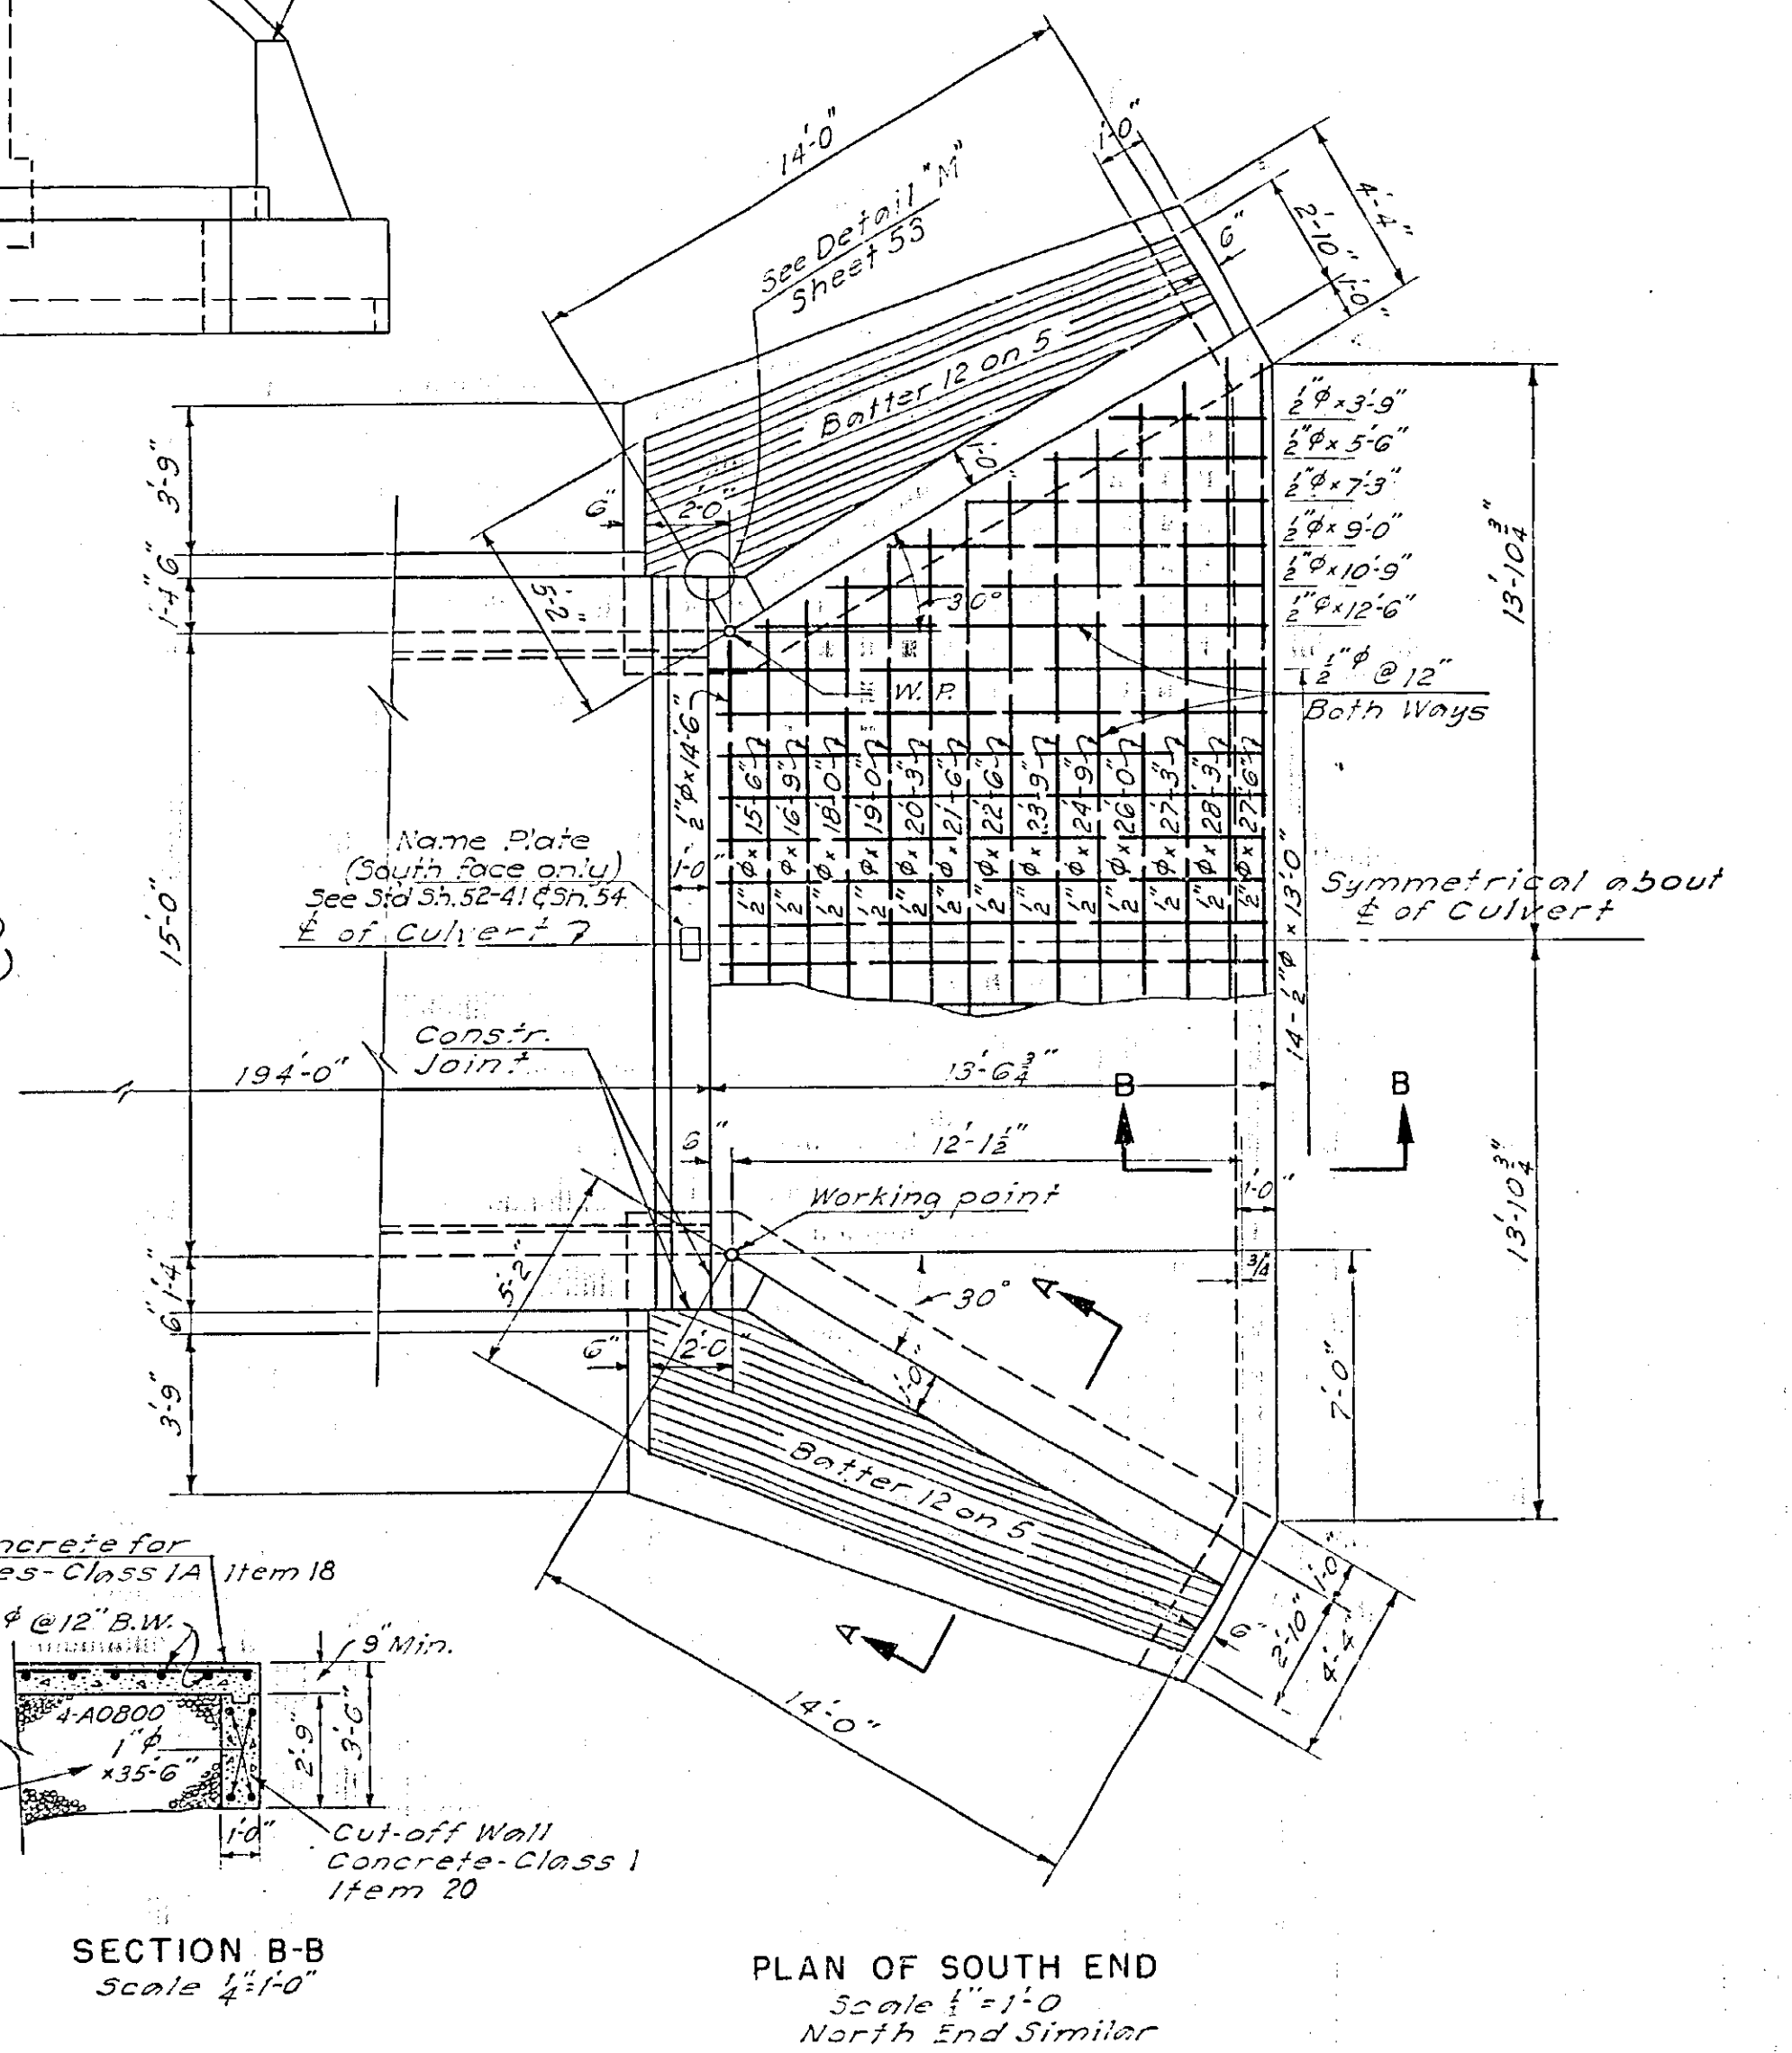 14'-0"
1'-0"
See Detail "M"
Sheet 53
4'-4"
2'-10"
1'-0"
6"
Batter 12 on 5
1'-0"
3'-9"
6"
1'-4"
6"
2'-0"
5'-2"
30°
W.P.
1/2"φ×3'-9"
1/2"φ×5'-6"
1/2"φ×7'-3"
1/2"φ×9'-0"
1/2"φ×10'-9"
1/2"φ×12'-6"
1/2"φ @ 12"
Both Ways
13'-10 3/4"
1/2"φ×14'-6"
1/2"φ×15'-6"
1/2"φ×16'-9"
1/2"φ×18'-0"
1/2"φ×19'-0"
1/2"φ×20'-3"
1/2"φ×21'-6"
1/2"φ×22'-6"
1/2"φ×23'-9"
1/2"φ×24'-9"
1/2"φ×26'-0"
1/2"φ×27'-3"
1/2"φ×28'-3"
1/2"φ×27'-6"
14-1/2"φ×13'-0"
15'-0"
Name Plate
(South face only)
See Std Sh. 52-41 & Sh. 54
℄ of Culvert
1'-0"
Symmetrical about
℄ of Culvert
Constr.
Joint
194'-0"
13'-6 3/4"
B
B
6"
12'-1 1/2"
1'-0"
Working point
3/4
13'-10 3/4"
1'-4"
6"
3'-9"
5'-2"
30°
A
6"
2'-0"
1'-0"
7'-0"
Batter 12 on 5
A
1'-0"
6"
2'-10"
4'-4"
14'-0"
es-Class 1A Item 18
φ @ 12" B.W.
9" Min.
4-A0800
1"φ
×35'-6"
2'-9"
3'-6"
1'-0"
Cut-off Wall
Concrete-Class 1
Item 20
SECTION B-B
Scale 1/4"=1'-0"
PLAN OF SOUTH END
North End Similar